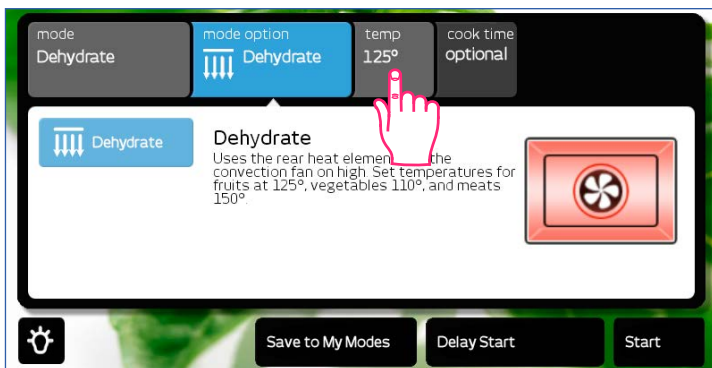 mode
Dehydrate
mode option
Dehydrate
temp
125°
cook time
optional
Dehydrate
Dehydrate
Uses the rear heat elemen the
convection fan on high. Set temperatures for
fruits at 125°, vegetables 110°, and meats
150°.
Save to My Modes
Delay Start
Start